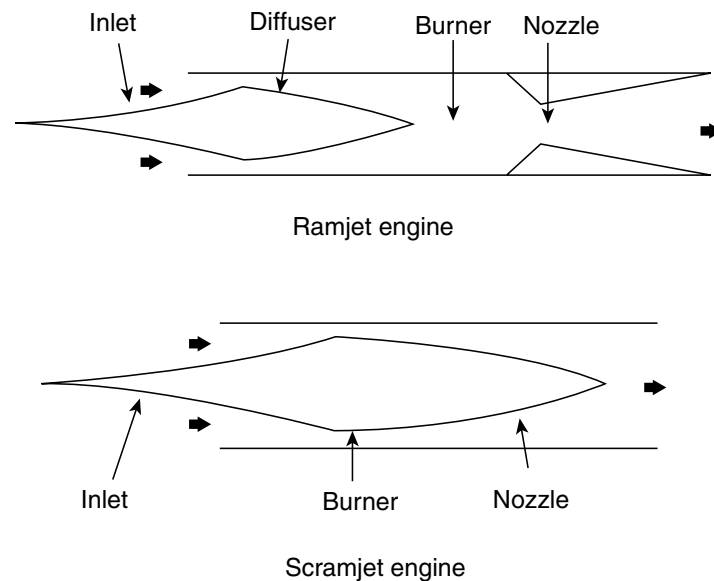 Inlet
Diffuser
Burner
Nozzle
Ramjet engine
Inlet
Burner
Nozzle
Scramjet engine